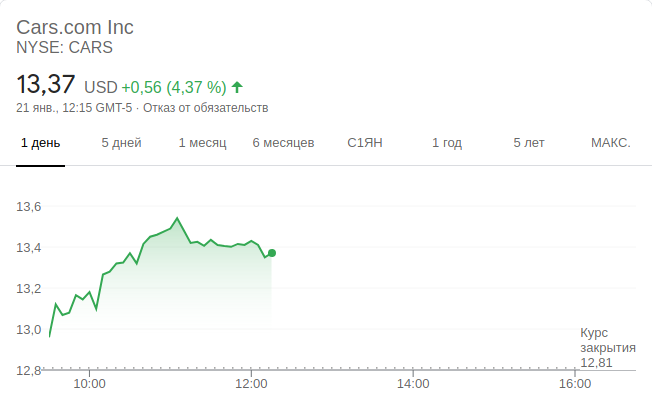 Cars.com Inc
NYSE: CARS
13,37 USD +0,56 (4,37 %)
21 янв., 12:15 GMT-5 · Отказ от обязательств
1 день 5 дней 1 месяц 6 месяцев С1ЯН 1 год 5 лет МАКС.
13,6
13,4
13,2
13,0
Курс
закрытия
12,81
12,8
10:00 12:00 14:00 16:00